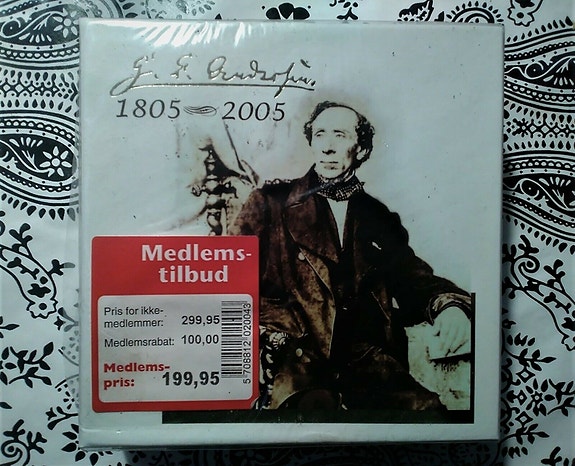 H. C. Andersen.
1805 2005
Medlems-
tilbud
Pris for ikke-
medlemmer: 299,95
Medlemsrabat: 100,00
Medlems-
pris: 199,95
5 708812 020043